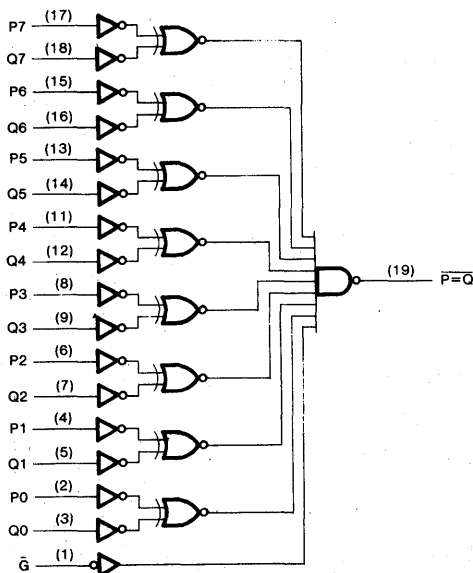 P7 (17)
Q7 (18)
P6 (15)
Q6 (16)
P5 (13)
Q5 (14)
P4 (11)
Q4 (12)
(19) P=Q
P3 (8)
Q3 (9)
P2 (6)
Q2 (7)
P1 (4)
Q1 (5)
P0 (2)
Q0 (3)
G̅ (1)